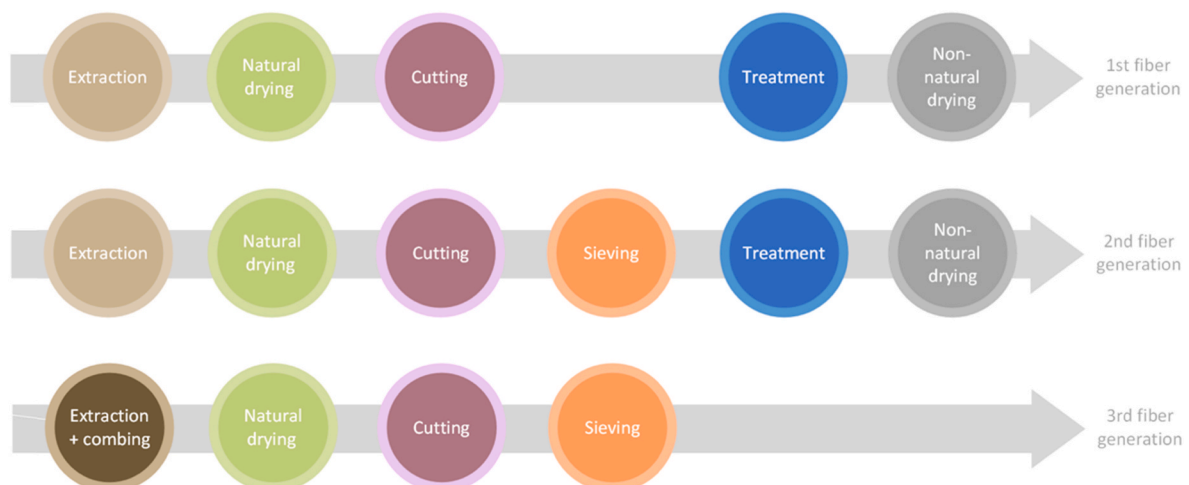 Extraction
Natural
drying
Cutting
Treatment
Non-
natural
drying
1st fiber
generation
Extraction
Natural
drying
Cutting
Sieving
Treatment
Non-
natural
drying
2nd fiber
generation
Extraction
+ combing
Natural
drying
Cutting
Sieving
3rd fiber
generation